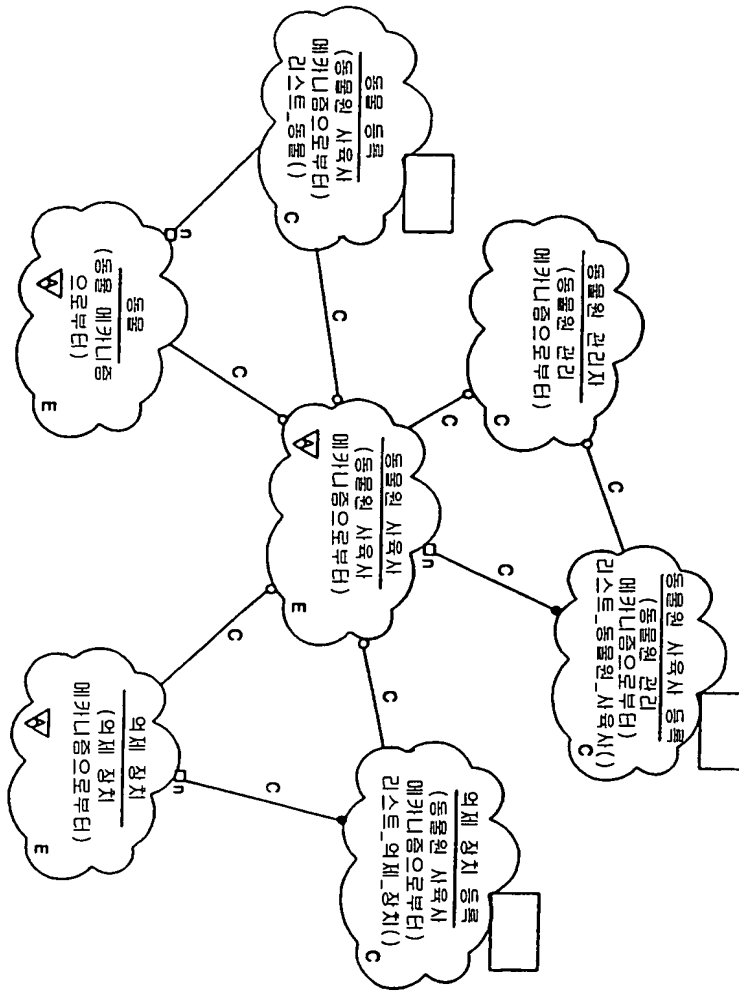 동물원 관리자
(동물원 관리
메카니즘으로부터)
C
C
동물원 사육사 등록
(동물원 관리
메카니즘으로부터)
리스트_동물원_사육사()
C
C
C
n
동물 등록
(동물원 사육사
메카니즘으로부터)
리스트_동물()
C
C
동물원 사육사
(동물원 사육사
메카니즘으로부터)
A
E
C
억제 장치 등록
(동물원 사육사
메카니즘으로부터)
리스트_억제_장치()
C
n
C
C
C
n
동물
(동물 메카니즘
으로부터)
A
E
억제 장치
(억제 장치
메카니즘으로부터)
A
E